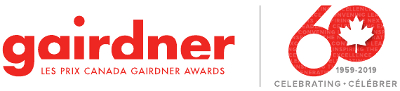 gairdner
LES PRIX CANADA GAIRDNER AWARDS
60
1959-2019
CELEBRATING • CÉLÉBRER